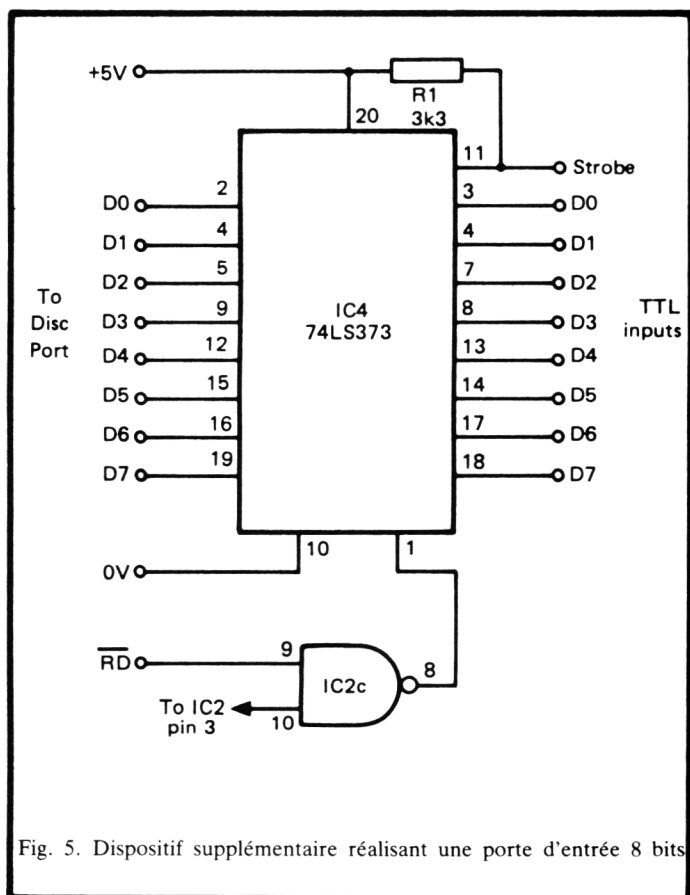 +5V
R1
3k3
20
11
Strobe
2
3
D0
D0
4
4
D1
D1
5
7
D2
D2
To
Disc
Port
9
IC4
74LS373
8
TTL
inputs
D3
D3
12
13
D4
D4
15
14
D5
D5
16
17
D6
D6
19
18
D7
D7
10
1
0V
RD
9
IC2c
8
To IC2
pin 3
10
Fig. 5. Dispositif supplémentaire réalisant une porte d'entrée 8 bits